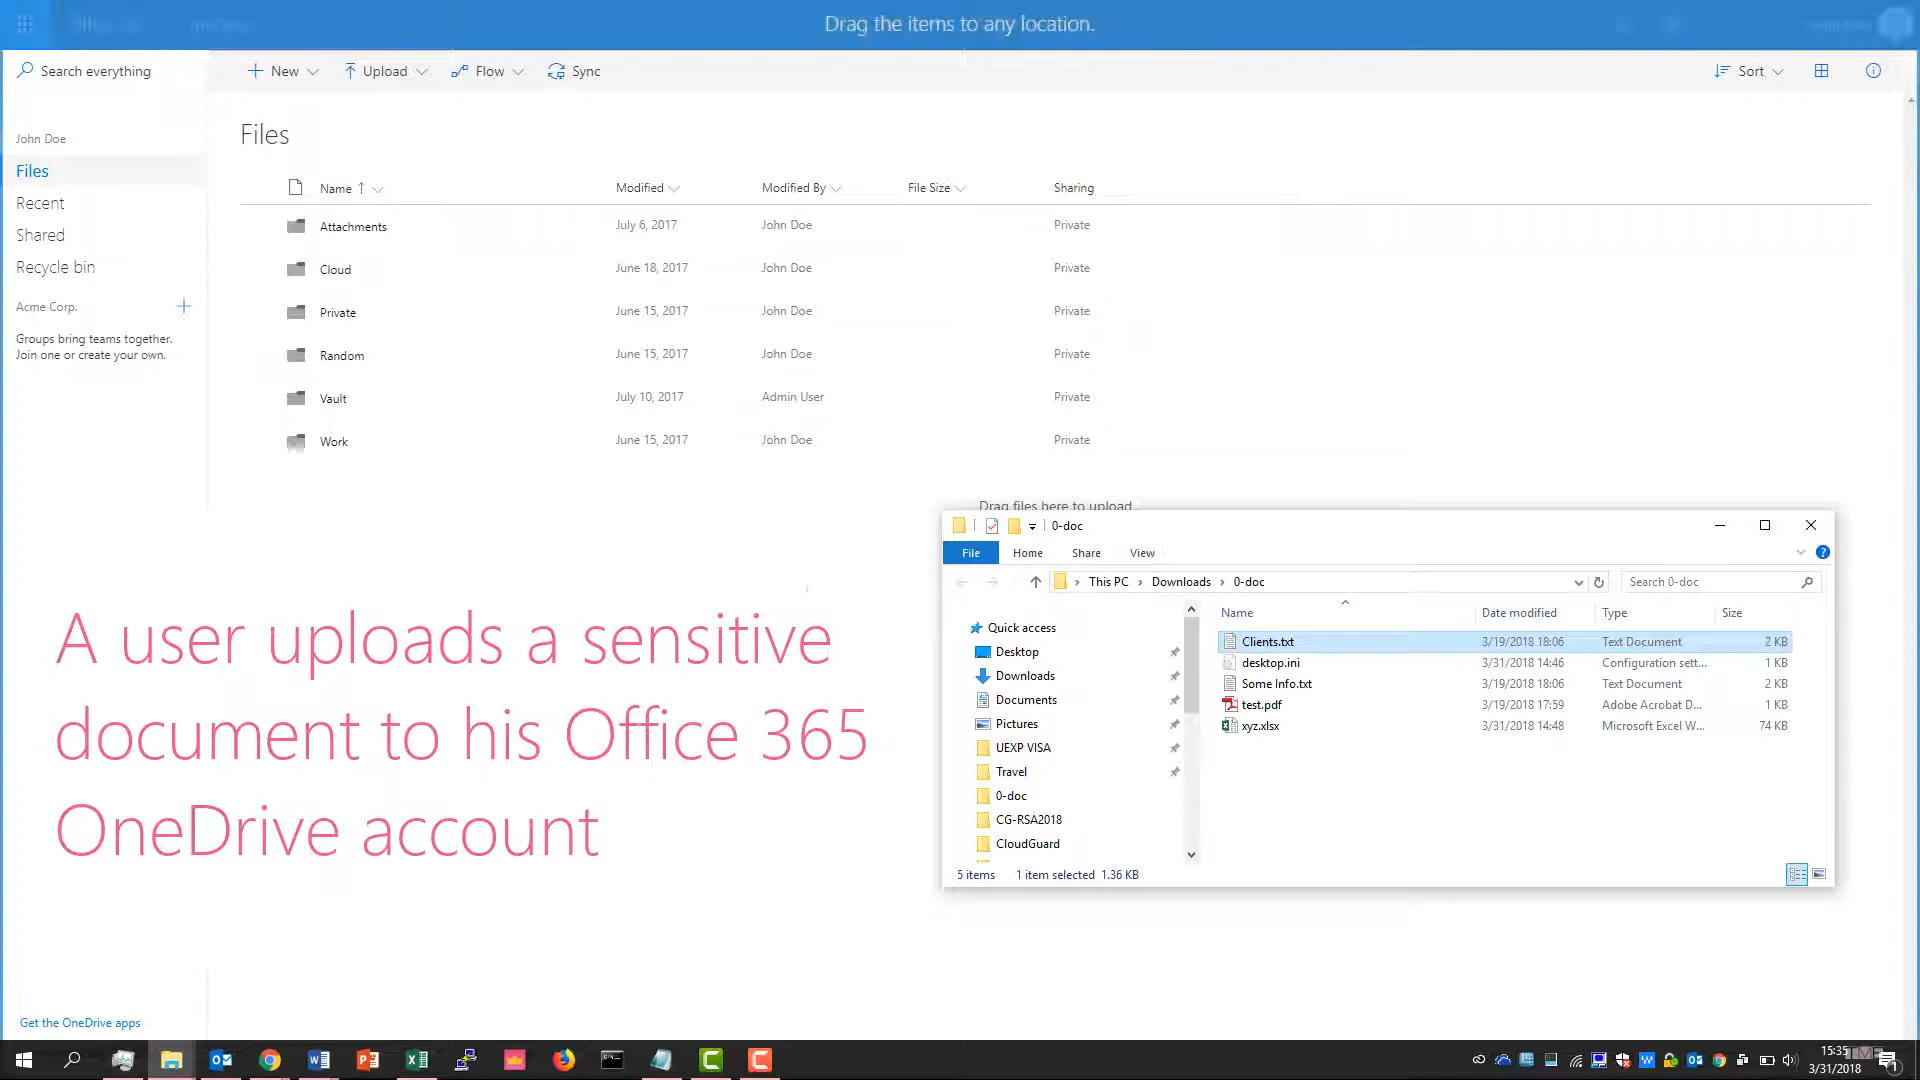 Drag the items to any location.
Search everything
New
Upload
Flow
Sync
Sort
John Doe
Files
Recent
Shared
Recycle bin
Acme Corp.
Groups bring teams together.
Join one or create your own.
Get the OneDrive apps
Files
Name Modified Modified By File Size Sharing
Attachments July 6, 2017 John Doe Private
Cloud June 18, 2017 John Doe Private
Private June 15, 2017 John Doe Private
Random June 15, 2017 John Doe Private
Vault July 10, 2017 Admin User Private
Work June 15, 2017 John Doe Private
Drag files here to upload
A user uploads a sensitive
document to his Office 365
OneDrive account
0-doc
File Home Share View
This PC Downloads 0-doc
Search 0-doc
Quick access
Desktop
Downloads
Documents
Pictures
UEXP VISA
Travel
0-doc
CG-RSA2018
CloudGuard
Name Date modified Type Size
Clients.txt 3/19/2018 18:06 Text Document 2 KB
desktop.ini 3/31/2018 14:46 Configuration sett... 1 KB
Some Info.txt 3/19/2018 18:06 Text Document 2 KB
test.pdf 3/19/2018 17:59 Adobe Acrobat D... 1 KB
xyz.xlsx 3/31/2018 14:48 Microsoft Excel W... 74 KB
5 items 1 item selected 1.36 KB
15:35
3/31/2018